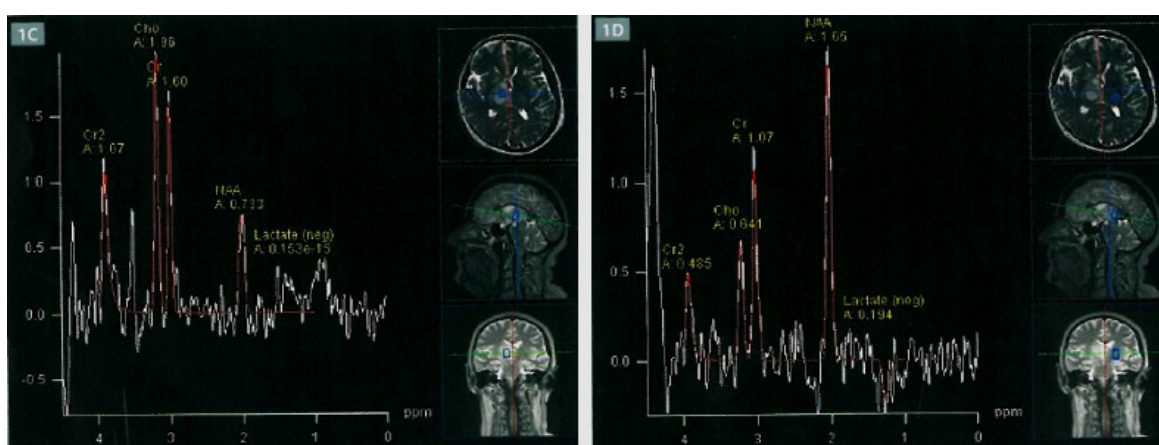 1C
Cho
A: 1.96
Cr
A: 1.60
Cr2
A: 1.07
NAA
A: 0.793
Lactate (neg)
A: 0.153e-15
1.5
1.0
0.5
0.0
-0.5
ppm
4
3
2
1
0
1D
NAA
A: 1.65
Cr
A: 1.07
Cho
A: 0.641
Cr2
A: 0.485
Lactate (neg)
A: 0.194
1.5
1.0
0.5
0.0
ppm
4
3
2
1
0